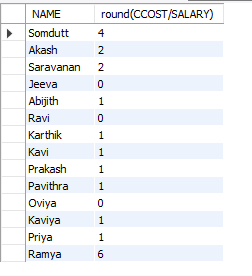 NAME round(CCOST/SALARY)
Somdutt 4
Akash 2
Saravanan 2
Jeeva 0
Abijith 1
Ravi 0
Karthik 1
Kavi 1
Prakash 1
Pavithra 1
Oviya 0
Kaviya 1
Priya 1
Ramya 6